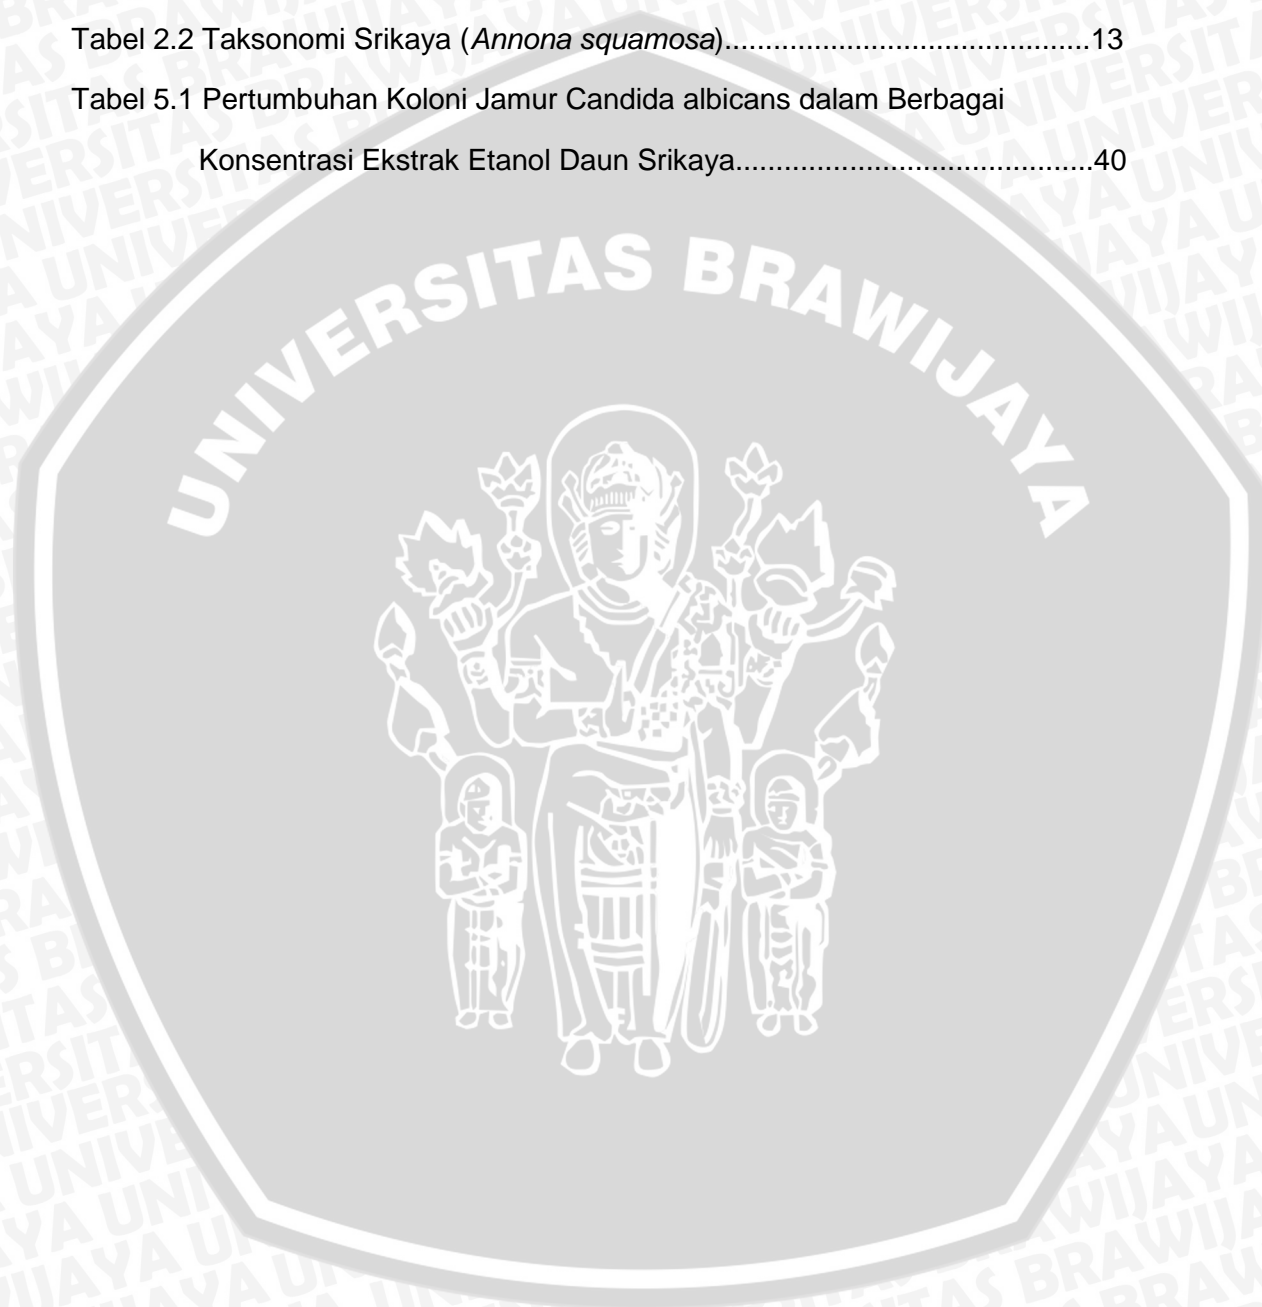 Tabel 2.2 Taksonomi Srikaya (Annona squamosa)............................................13
Tabel 5.1 Pertumbuhan Koloni Jamur Candida albicans dalam Berbagai
Konsentrasi Ekstrak Etanol Daun Srikaya............................................40
UNIVERSITAS BRAWIJAYA